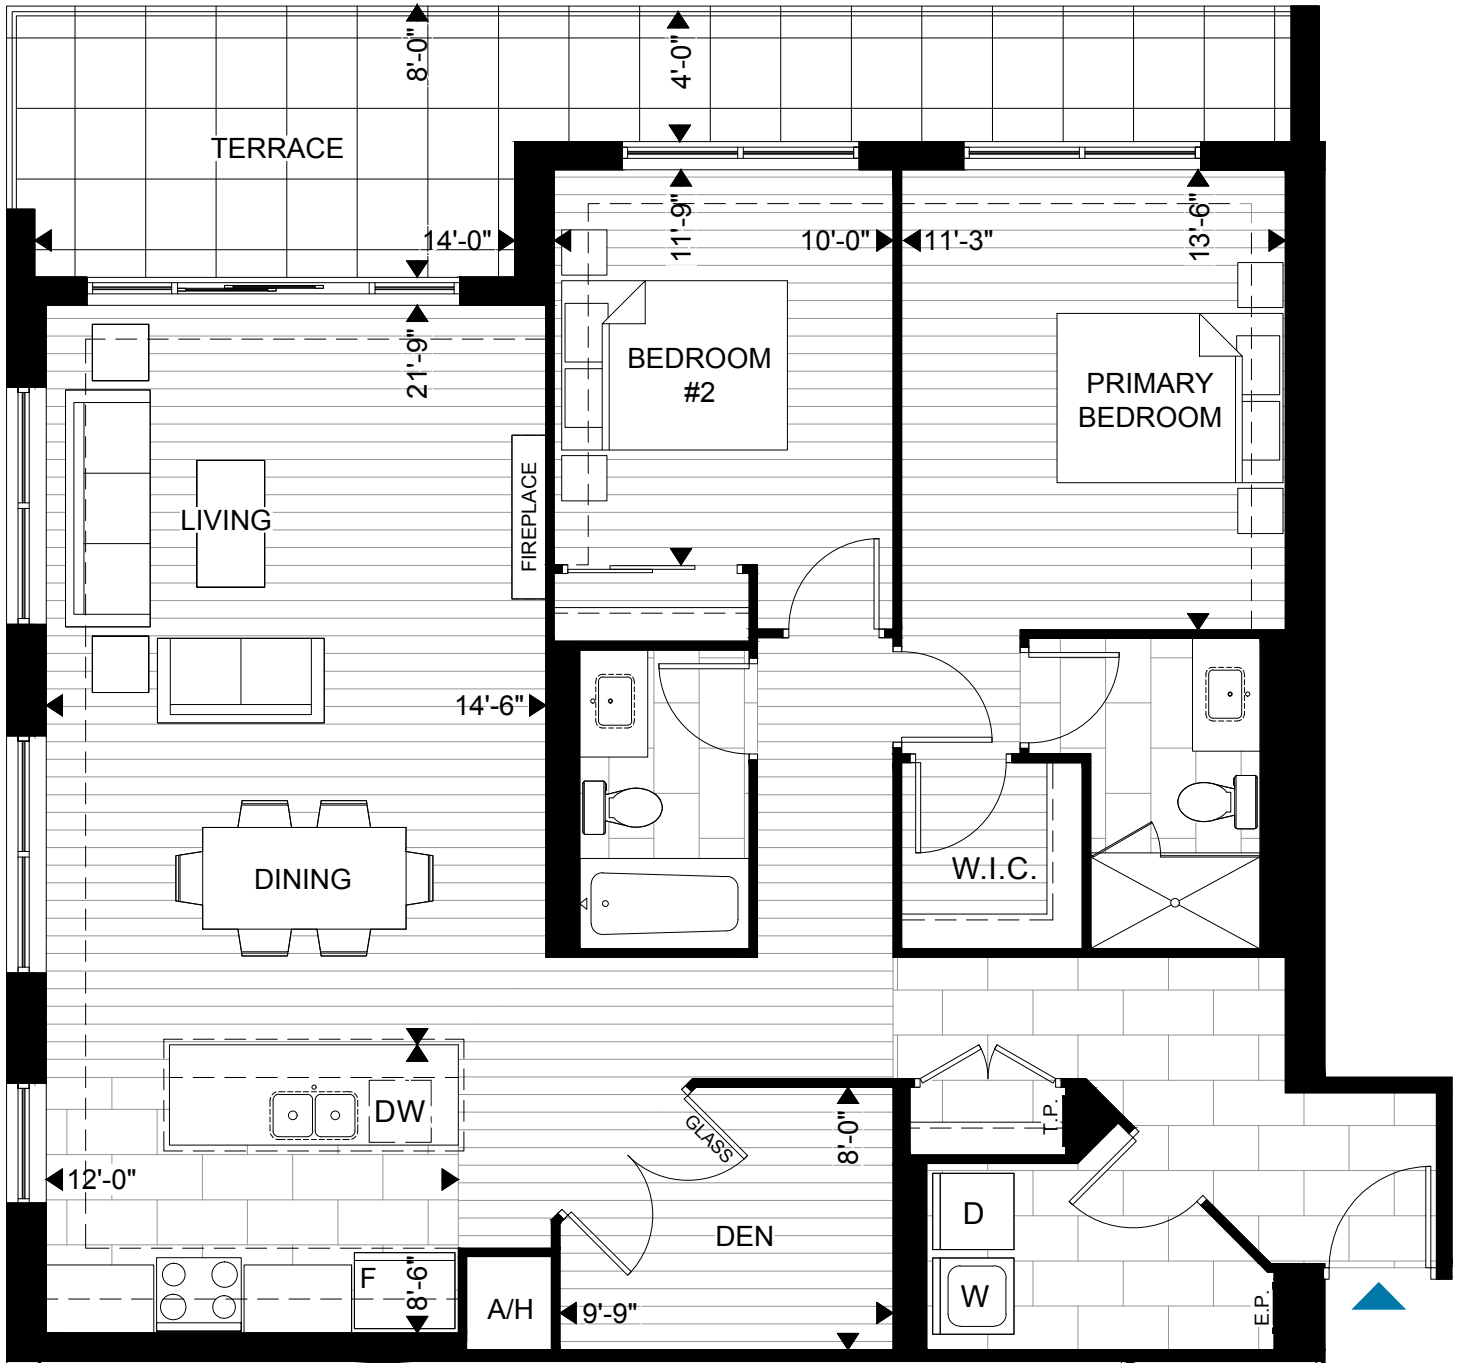 8'-0"
4'-0"
TERRACE
14'-0"
11'-9"
10'-0"
11'-3"
13'-6"
21'-9"
BEDROOM
#2
PRIMARY
BEDROOM
LIVING
FIREPLACE
14'-6"
DINING
W.I.C.
DW
GLASS
8'-0"
T.P.
12'-0"
D
DEN
F
8'-6"
A/H
9'-9"
W
E.P.